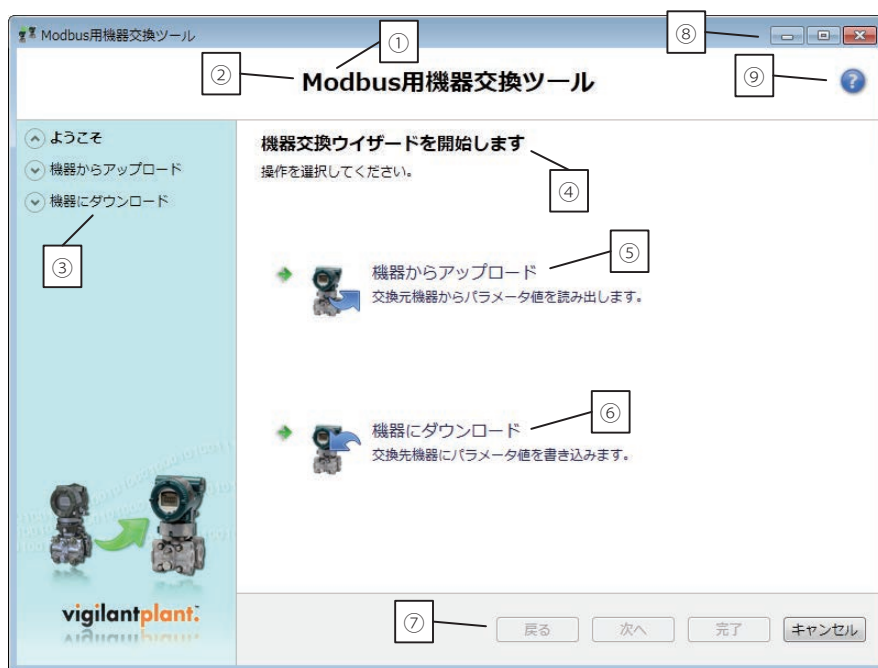 Modbus用機器交換ツール
①
⑧
②
Modbus用機器交換ツール
⑨
?
ようこそ
機器からアップロード
機器にダウンロード
③
機器交換ウイザードを開始します
操作を選択してください。
④
⑤
機器からアップロード
交換元機器からパラメータ値を読み出します。
⑥
機器にダウンロード
交換先機器にパラメータ値を書き込みます。
vigilantplant.
⑦
戻る
次へ
完了
キャンセル